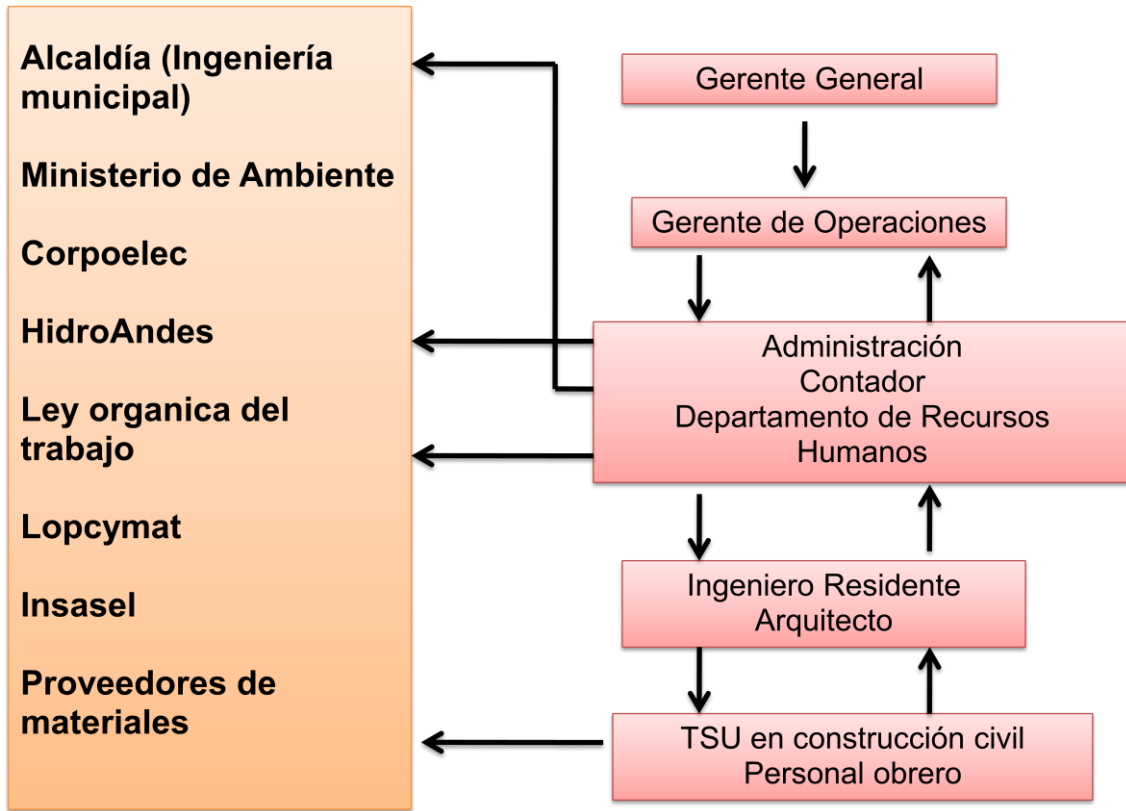 Alcaldía (Ingeniería
municipal)
Ministerio de Ambiente
Corpoelec
HidroAndes
Ley organica del
trabajo
Lopcymat
Insasel
Proveedores de
materiales
Gerente General
Gerente de Operaciones
Administración
Contador
Departamento de Recursos
Humanos
Ingeniero Residente
Arquitecto
TSU en construcción civil
Personal obrero